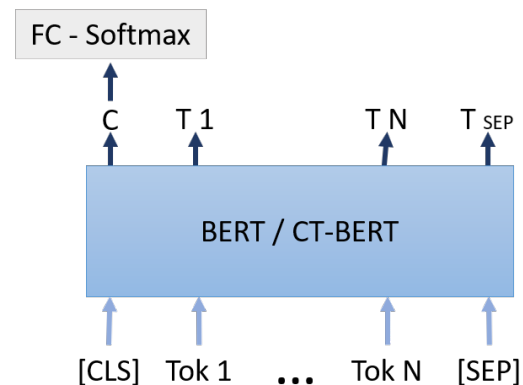 FC - Softmax
C T 1 T N T SEP
BERT / CT-BERT
[CLS] Tok 1 ... Tok N [SEP]